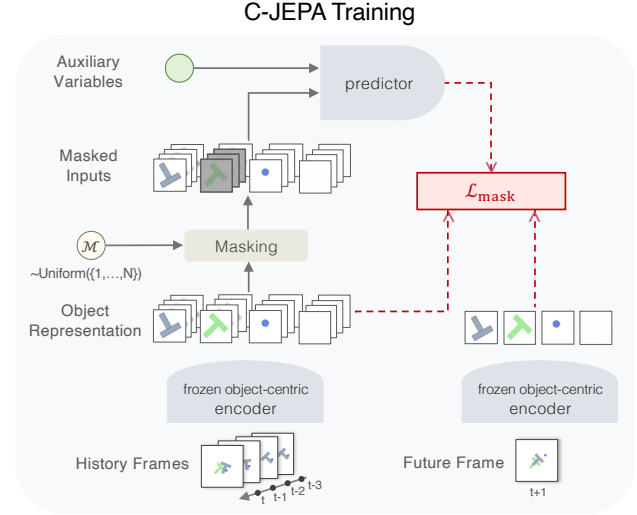 C-JEPA Training
Auxiliary
Variables
predictor
Masked
Inputs
ℒmask
ℳ
Masking
~Uniform({1,...,N})
Object
Representation
frozen object-centric
encoder
frozen object-centric
encoder
History Frames
t
t-1
t-2
t-3
Future Frame
t+1